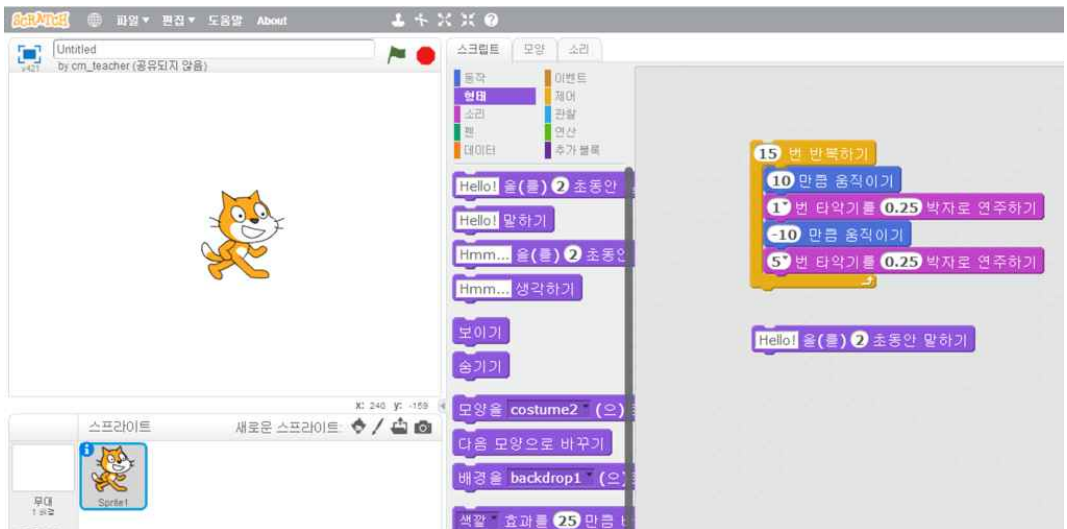 SCRATCH 파일 편집 도움말 About
Untitled
v421 by cm_teacher (공유되지 않음)
스크립트 모양 소리
동작 이벤트
형태 제어
소리 관찰
펜 연산
데이터 추가 블록
Hello! 을(를) 2 초동안
Hello! 말하기
Hmm... 을(를) 2 초동안
Hmm... 생각하기
보이기
숨기기
모양을 costume2 (으)
다음 모양으로 바꾸기
배경을 backdrop1 (으)
색깔 효과를 25 만큼
15 번 반복하기
10 만큼 움직이기
1 번 타악기를 0.25 박자로 연주하기
-10 만큼 움직이기
5 번 타악기를 0.25 박자로 연주하기
Hello! 을(를) 2 초동안 말하기
x: 240 y: -159
스프라이트 새로운 스프라이트:
무대
1 배경
Sprite1